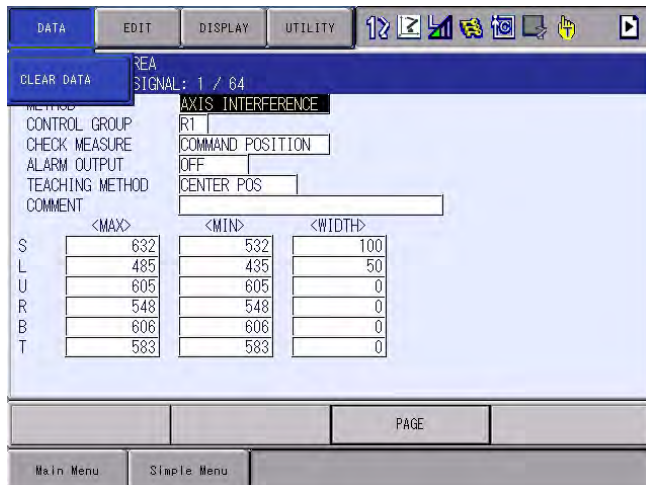 DATA EDIT DISPLAY UTILITY
CLEAR DATA
SIGNAL: 1 / 64
METHOD AXIS INTERFERENCE
CONTROL GROUP R1
CHECK MEASURE COMMAND POSITION
ALARM OUTPUT OFF
TEACHING METHOD CENTER POS
COMMENT
<MAX> <MIN> <WIDTH>
S 632 532 100
L 485 435 50
U 605 605 0
R 548 548 0
B 606 606 0
T 583 583 0
PAGE
Main Menu Simple Menu